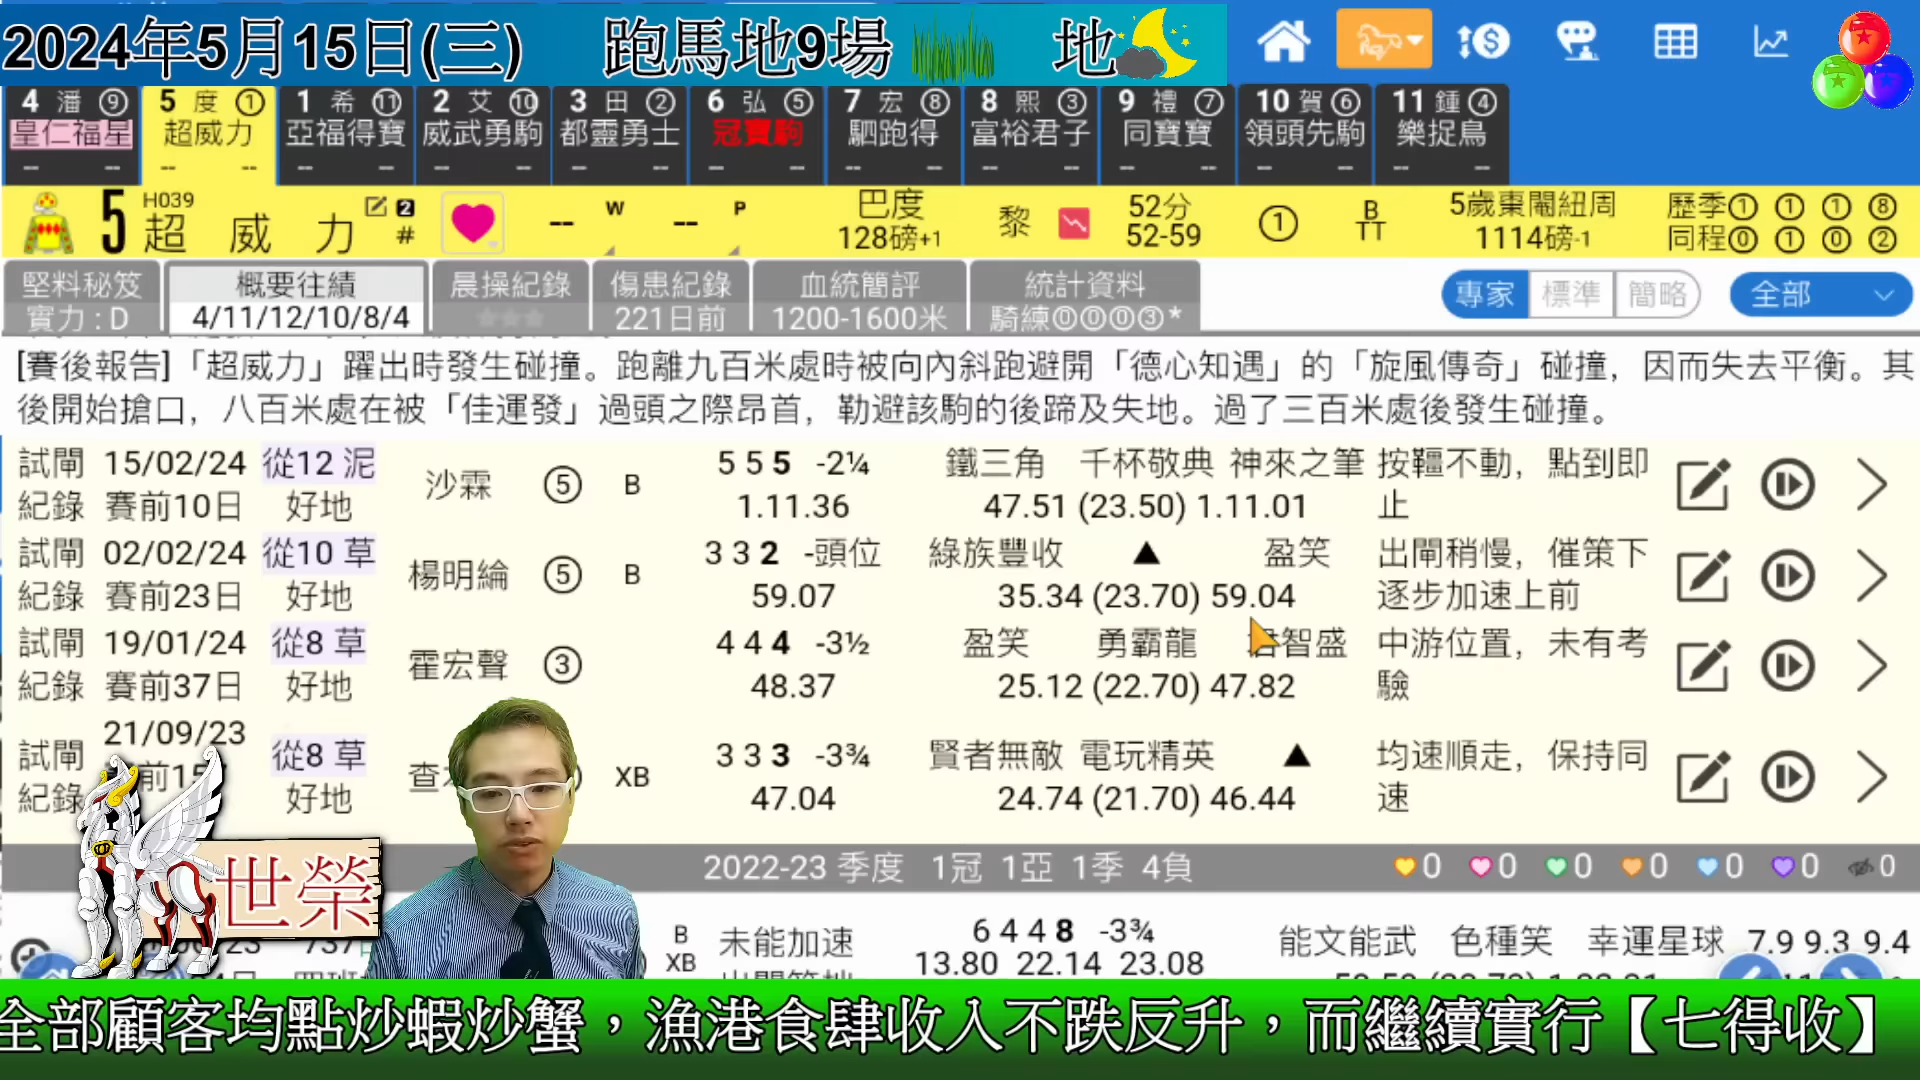 2024年5月15日(三) 跑馬地9場 地
4 潘 ⑨ 5 度 ① 1 希 ⑪ 2 艾 ⑩ 3 田 ② 6 弘 ⑤ 7 宏 ⑧ 8 熙 ③ 9 禮 ⑦ 10 賀 ⑥ 11 鍾 ④
皇仁福星 超威力 亞福得寶 威武勇駒 都靈勇士 冠寶駒 駟跑得 富裕君子 同寶寶 領頭先駒 樂捉鳥
-- -- -- -- -- -- -- -- -- -- -- -- -- -- -- -- -- -- -- -- -- --
5 H039 2 -- W -- P 巴度 黎 52分 ① B 5歲東閹紐周 歷季① ① ① ⑧
超 威 力 # 128磅+1 52-59 TT 1114磅-1 同程⓪ ① ⓪ ②
堅料秘笈 概要往績 晨操紀錄 傷患紀錄 血統簡評 統計資料 專家 標準 簡略 全部
實力 : D 4/11/12/10/8/4 ★★★ 221日前 1200-1600米 騎練⓪⓪⓪③*
[賽後報告]「超威力」躍出時發生碰撞。跑離九百米處時被向內斜跑避開「德心知遇」的「旋風傳奇」碰撞，因而失去平衡。其
後開始搶口，八百米處在被「佳運發」過頭之際昂首，勒避該駒的後蹄及失地。過了三百米處後發生碰撞。
試閘 15/02/24 從12 泥 沙霖 ⑤ B 5 5 5 -2¼ 鐵三角 千杯敬典 神來之筆 按韁不動，點到即
紀錄 賽前10日 好地 1.11.36 47.51 (23.50) 1.11.01 止
試閘 02/02/24 從10 草 楊明綸 ⑤ B 3 3 2 -頭位 綠族豐收 ▲ 盈笑 出閘稍慢，催策下
紀錄 賽前23日 好地 59.07 35.34 (23.70) 59.04 逐步加速上前
試閘 19/01/24 從8 草 霍宏聲 ③ 4 4 4 -3½ 盈笑 勇霸龍 智盛 中游位置，未有考
紀錄 賽前37日 好地 48.37 25.12 (22.70) 47.82 驗
試閘 21/09/23 從8 草 查 XB 3 3 3 -3¾ 賢者無敵 電玩精英 ▲ 均速順走，保持同
紀錄 前15 好地 47.04 24.74 (21.70) 46.44 速
世榮
2022-23 季度 1冠 1亞 1季 4負 0 0 0 0 0 0 0
B 未能加速 6 4 4 8 -3¾ 能文能武 色種笑 幸運星球 7.9 9.3 9.4
XB 13.80 22.14 23.08
全部顧客均點炒蝦炒蟹，漁港食肆收入不跌反升，而繼續實行【七得收】